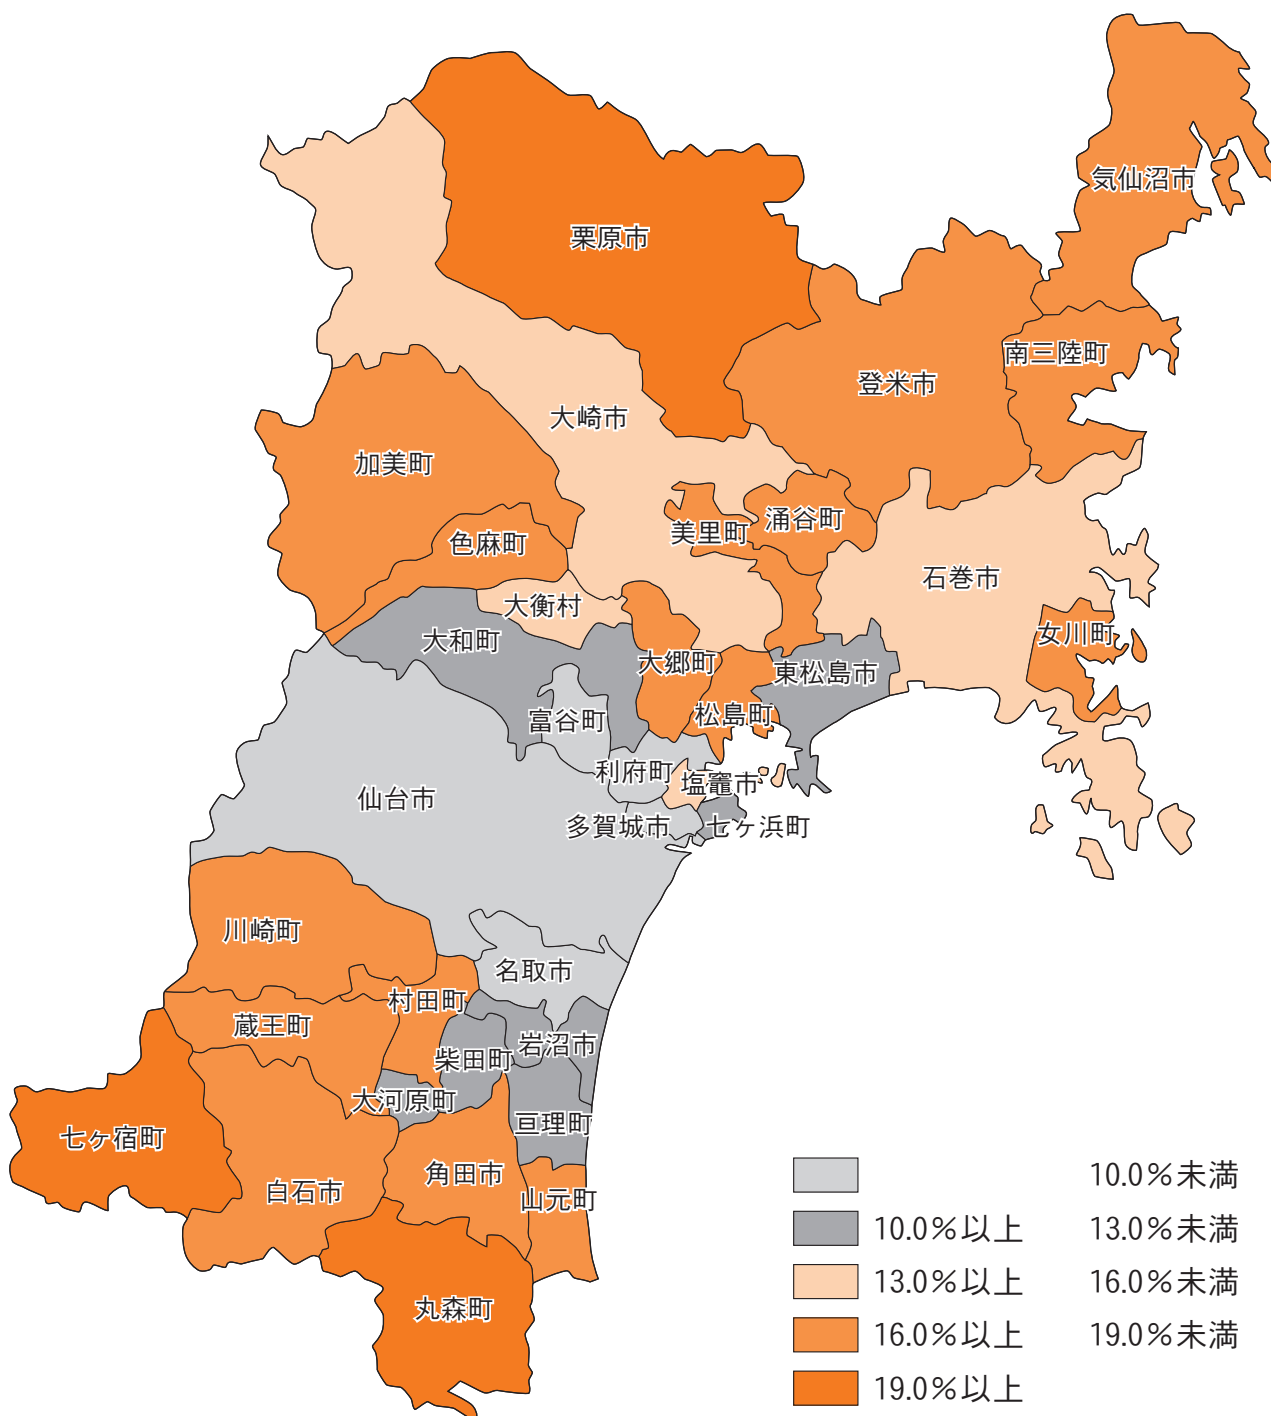 気仙沼市
栗原市
南三陸町
登米市
大崎市
加美町
涌谷町
美里町
色麻町
石巻市
大衡村
女川町
大和町
大郷町
東松島市
松島町
富谷町
利府町
塩竈市
仙台市
多賀城市
七ヶ浜町
川崎町
名取市
村田町
蔵王町
岩沼市
柴田町
大河原町
亘理町
七ヶ宿町
角田市
白石市
山元町
丸森町
10.0%未満
10.0%以上 13.0%未満
13.0%以上 16.0%未満
16.0%以上 19.0%未満
19.0%以上